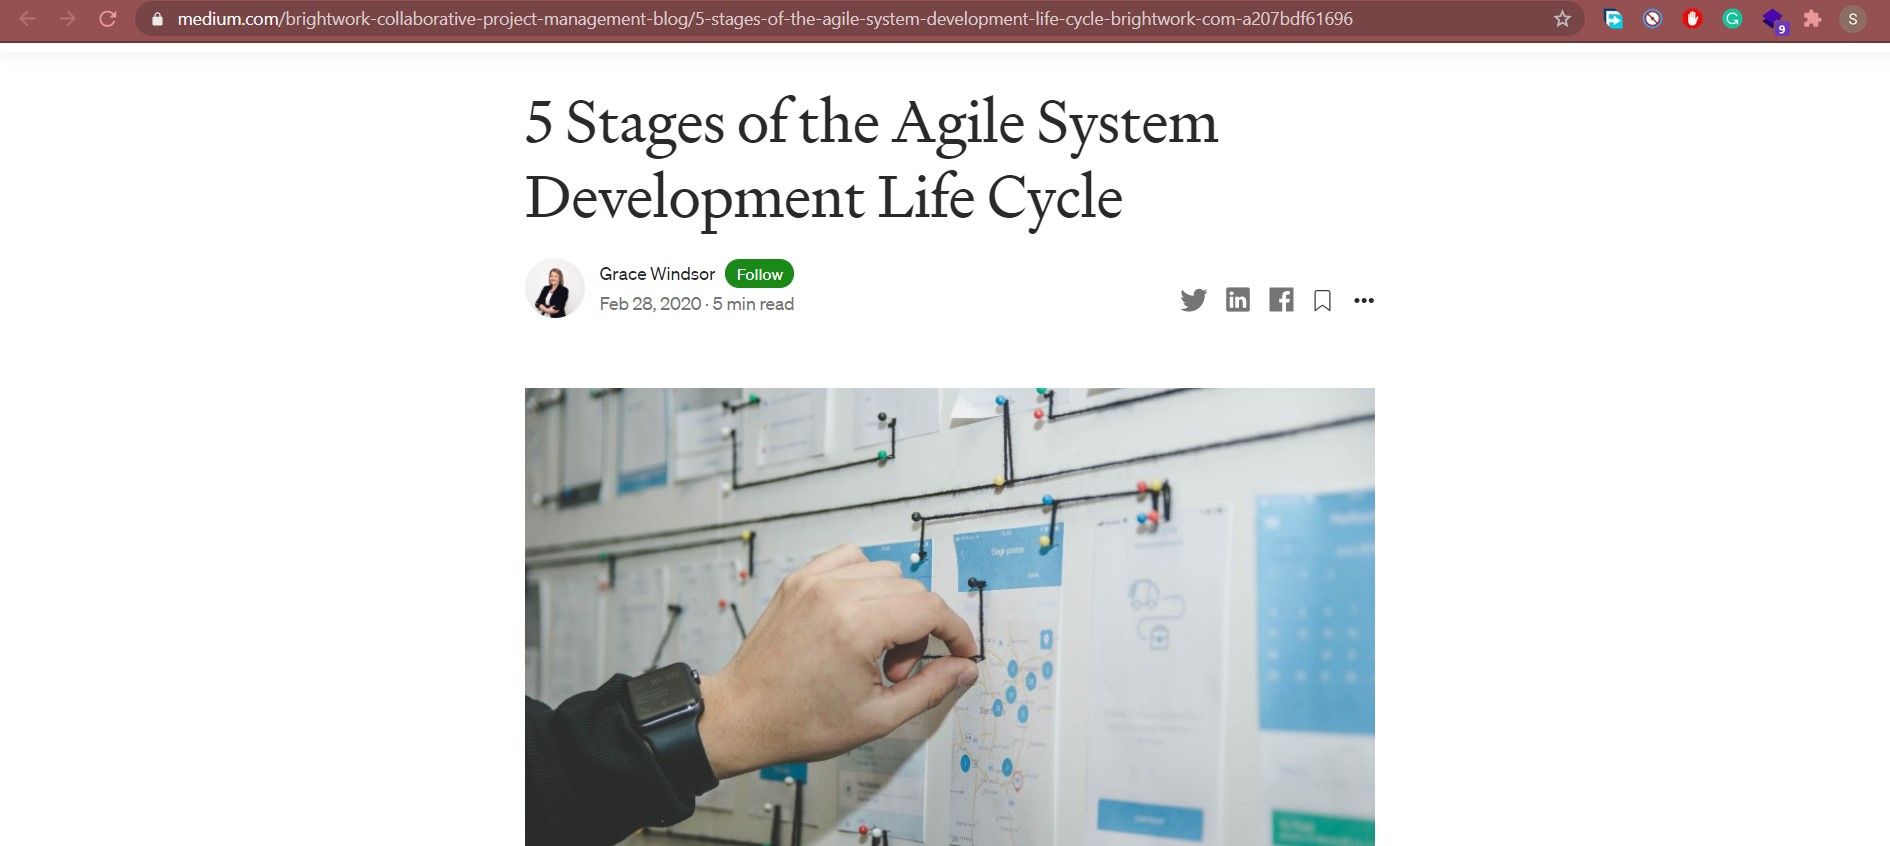 medium.com/brightwork-collaborative-project-management-blog/5-stages-of-the-agile-system-development-life-cycle-brightwork-com-a207bdf61696
9
S
5 Stages of the Agile System
Development Life Cycle
Grace Windsor Follow
Feb 28, 2020 · 5 min read
Elegir puntos